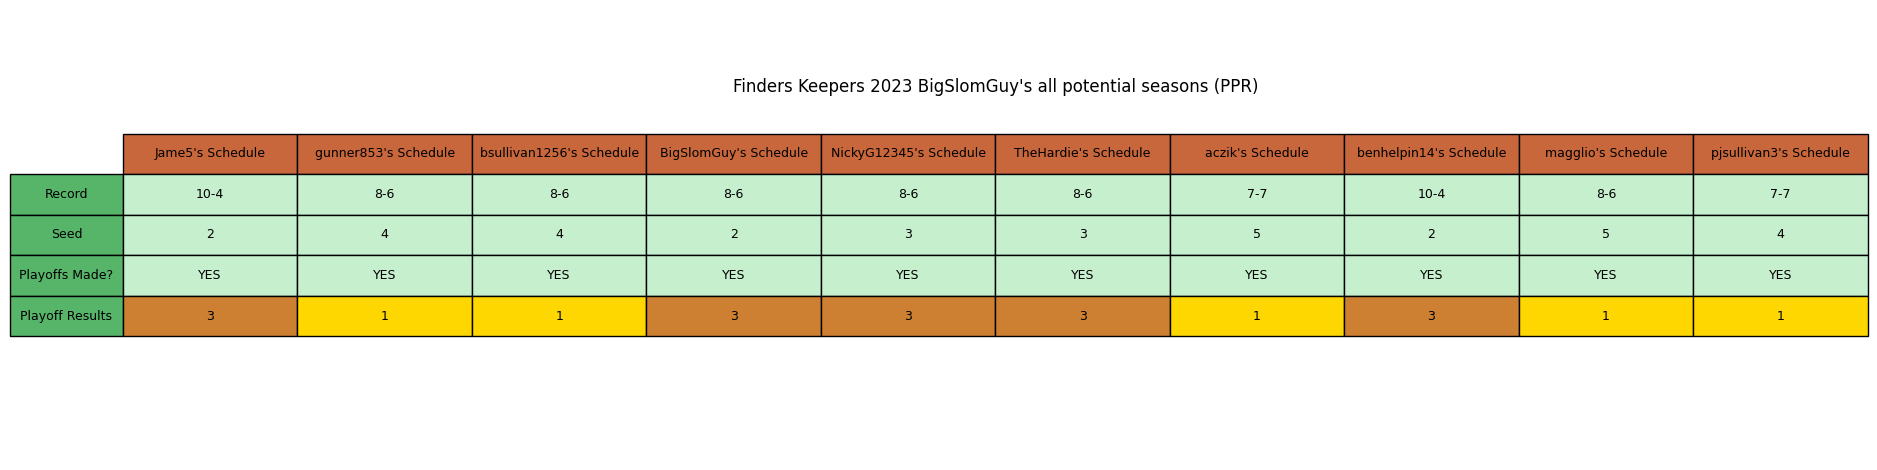 Finders Keepers 2023 BigSlomGuy's all potential seasons (PPR)
Jame5's Schedule gunner853's Schedule bsullivan1256's Schedule BigSlomGuy's Schedule NickyG12345's Schedule TheHardie's Schedule aczik's Schedule benhelpin14's Schedule magglio's Schedule pjsullivan3's Schedule
Record 10-4 8-6 8-6 8-6 8-6 8-6 7-7 10-4 8-6 7-7
Seed 2 4 4 2 3 3 5 2 5 4
Playoffs Made? YES YES YES YES YES YES YES YES YES YES
Playoff Results 3 1 1 3 3 3 1 3 1 1